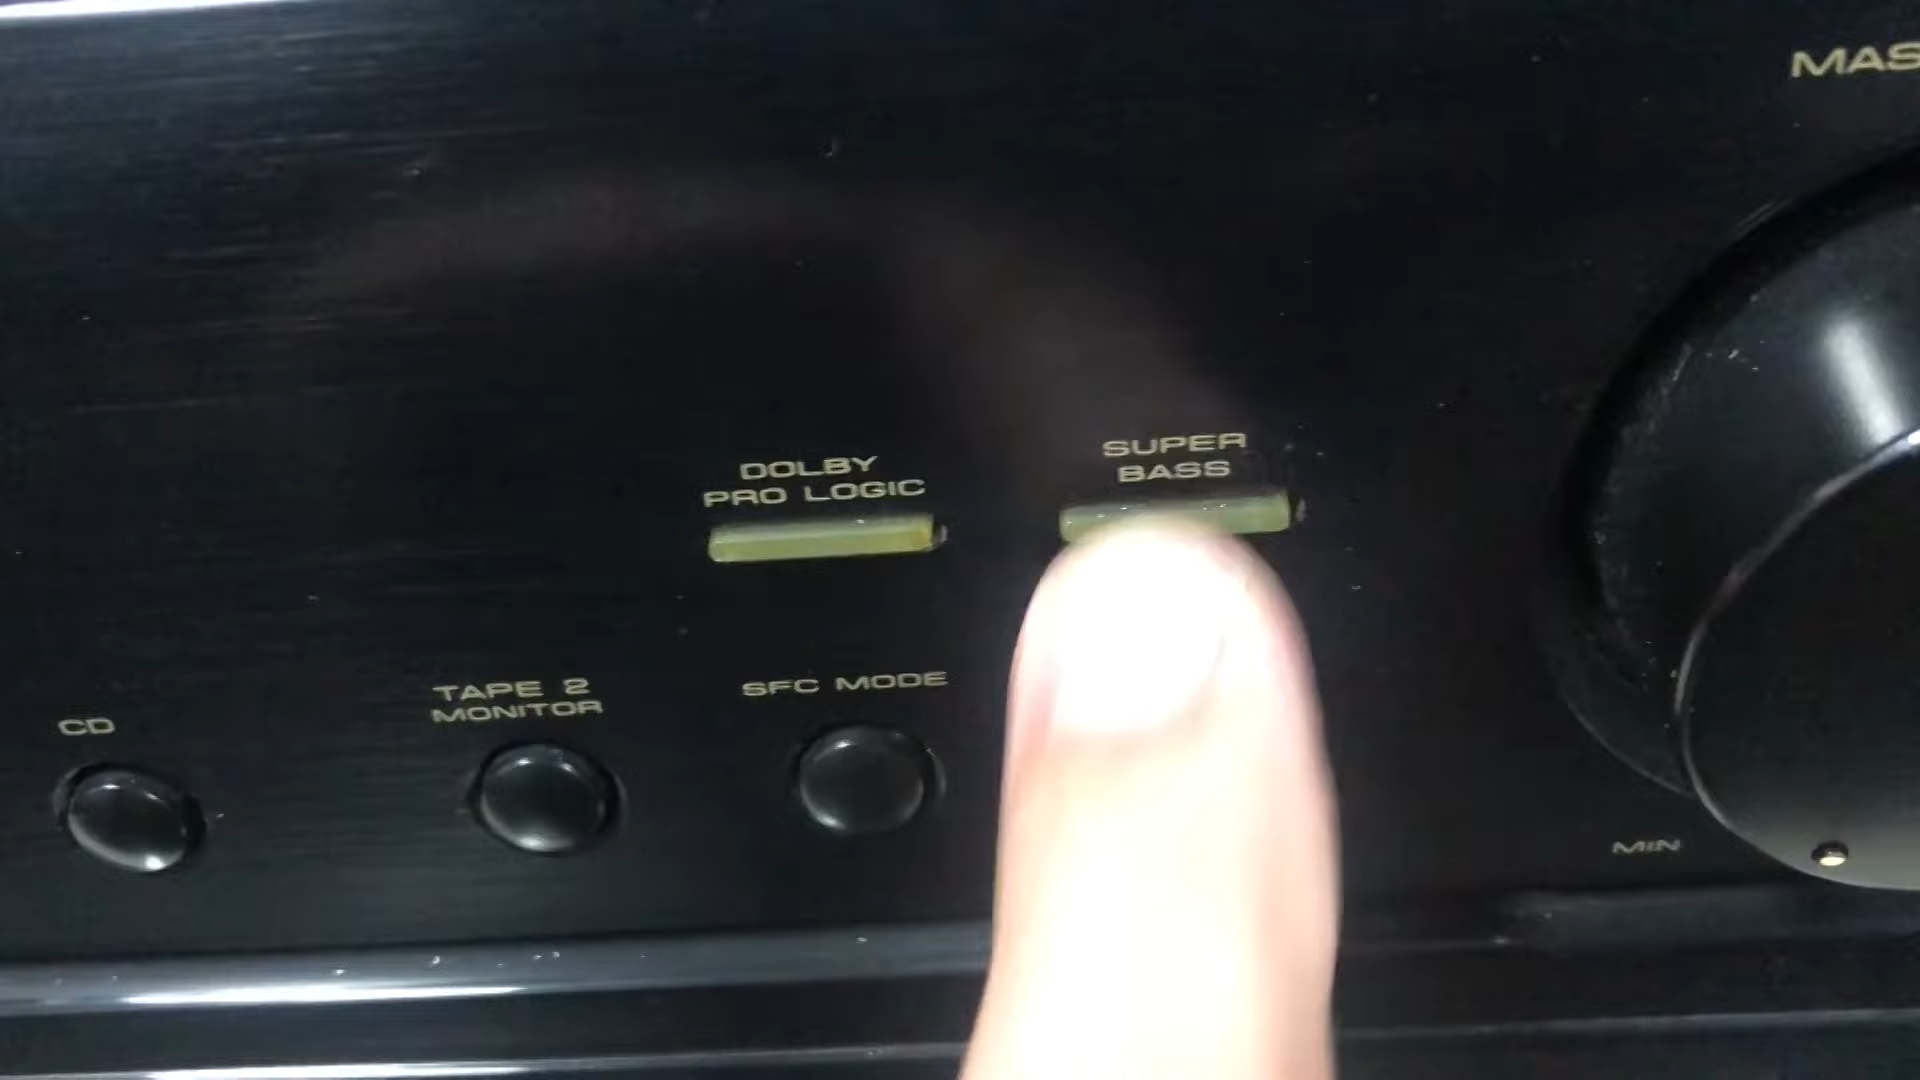 MAS
DOLBY
PRO LOGIC
SUPER
BASS
CD
TAPE 2
MONITOR
SFC MODE
MIN